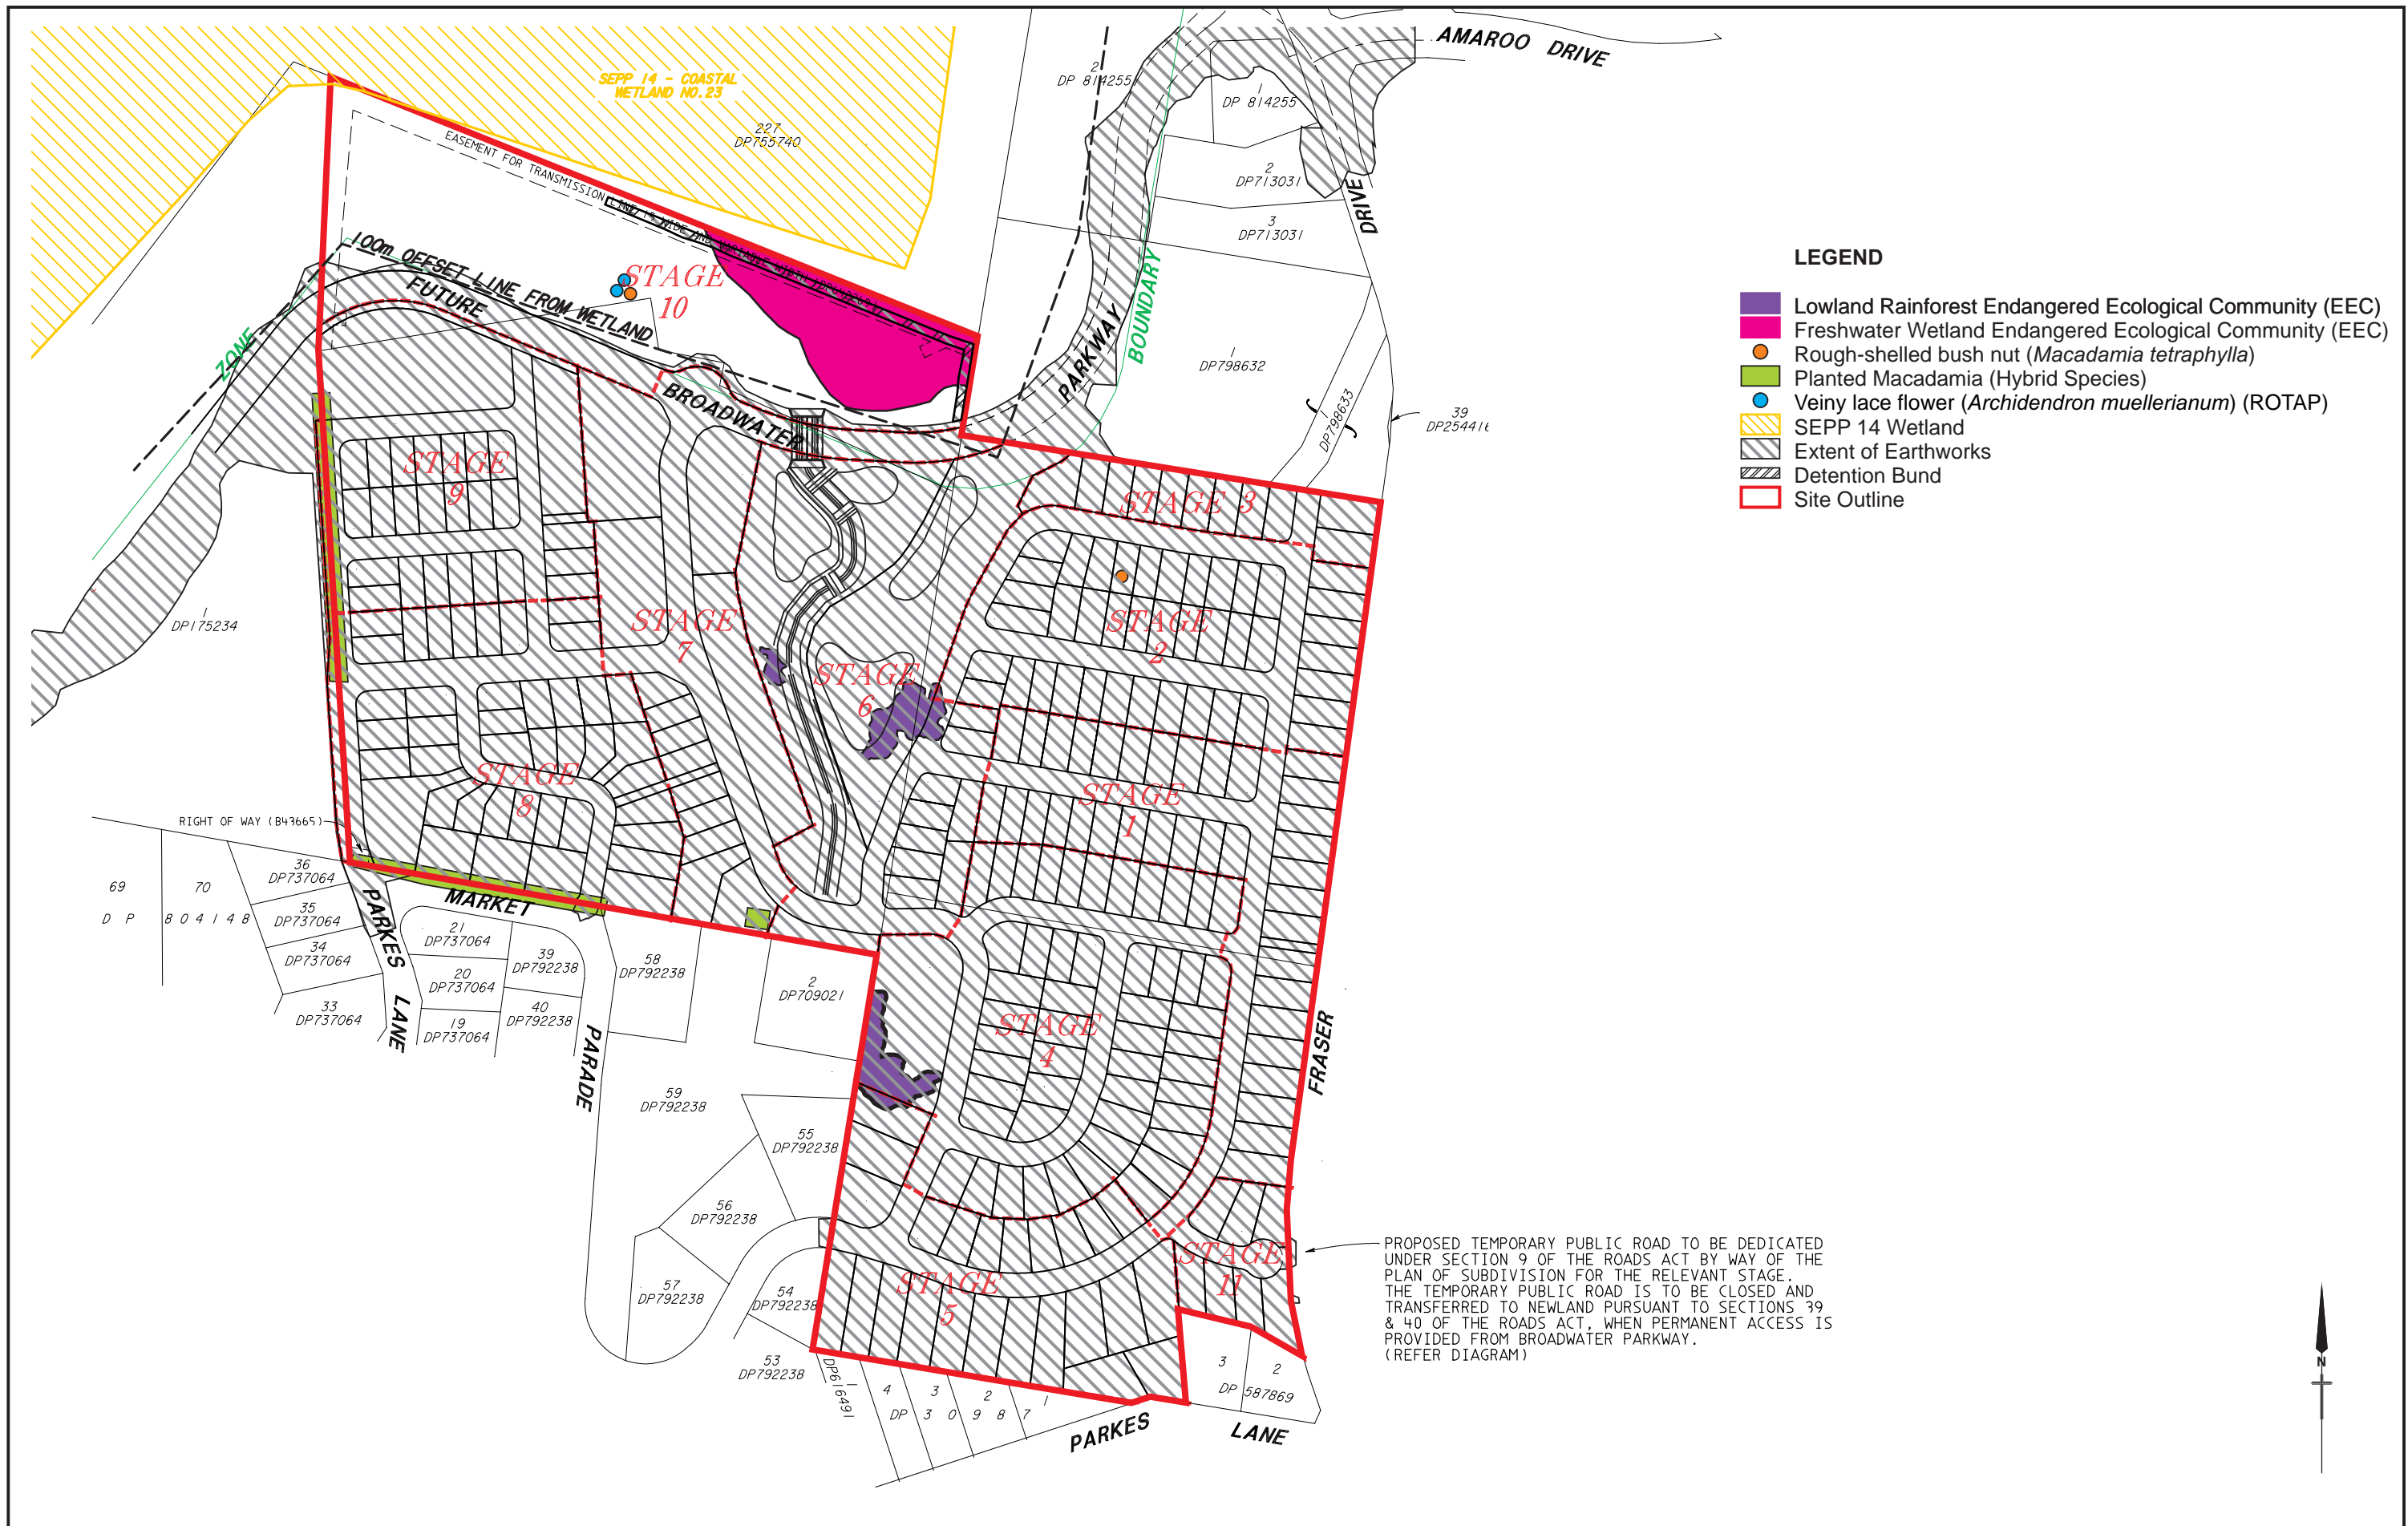 AMAROO DRIVE
SEPP 14 - COASTAL
WETLAND NO.23
2
DP 814255
1
DP 814255
227
DP755740
EASEMENT FOR TRANSMISSION LINE 15 WIDE AND VARIABLE WIDTH
2
DP713031
DRIVE
3
DP713031
100m OFFSET LINE FROM WETLAND
STAGE
10
FUTURE
BROADWATER
PARKWAY
BOUNDARY
ZONE
1
DP798632
1
DP798633
39
DP254416
LEGEND
Lowland Rainforest Endangered Ecological Community (EEC)
Freshwater Wetland Endangered Ecological Community (EEC)
Rough-shelled bush nut (Macadamia tetraphylla)
Planted Macadamia (Hybrid Species)
Veiny lace flower (Archidendron muellerianum) (ROTAP)
SEPP 14 Wetland
Extent of Earthworks
Detention Bund
Site Outline
STAGE
9
STAGE 3
STAGE
2
STAGE
7
STAGE
6
1
DP175234
STAGE
8
STAGE
1
RIGHT OF WAY (B43665)
69
70
D P 804148
36
DP737064
35
DP737064
34
DP737064
33
DP737064
PARKES
LANE
MARKET
PARADE
21
DP737064
20
DP737064
19
DP737064
39
DP792238
40
DP792238
58
DP792238
2
DP709021
STAGE
4
FRASER
59
DP792238
55
DP792238
56
DP792238
57
DP792238
54
DP792238
53
DP792238
STAGE
5
STAGE
11
PROPOSED TEMPORARY PUBLIC ROAD TO BE DEDICATED
UNDER SECTION 9 OF THE ROADS ACT BY WAY OF THE
PLAN OF SUBDIVISION FOR THE RELEVANT STAGE.
THE TEMPORARY PUBLIC ROAD IS TO BE CLOSED AND
TRANSFERRED TO NEWLAND PURSUANT TO SECTIONS 39
& 40 OF THE ROADS ACT, WHEN PERMANENT ACCESS IS
PROVIDED FROM BROADWATER PARKWAY.
(REFER DIAGRAM)
1
DP616491
4 3 2 1
DP 30987
3 2
DP 587869
PARKES
LANE
N